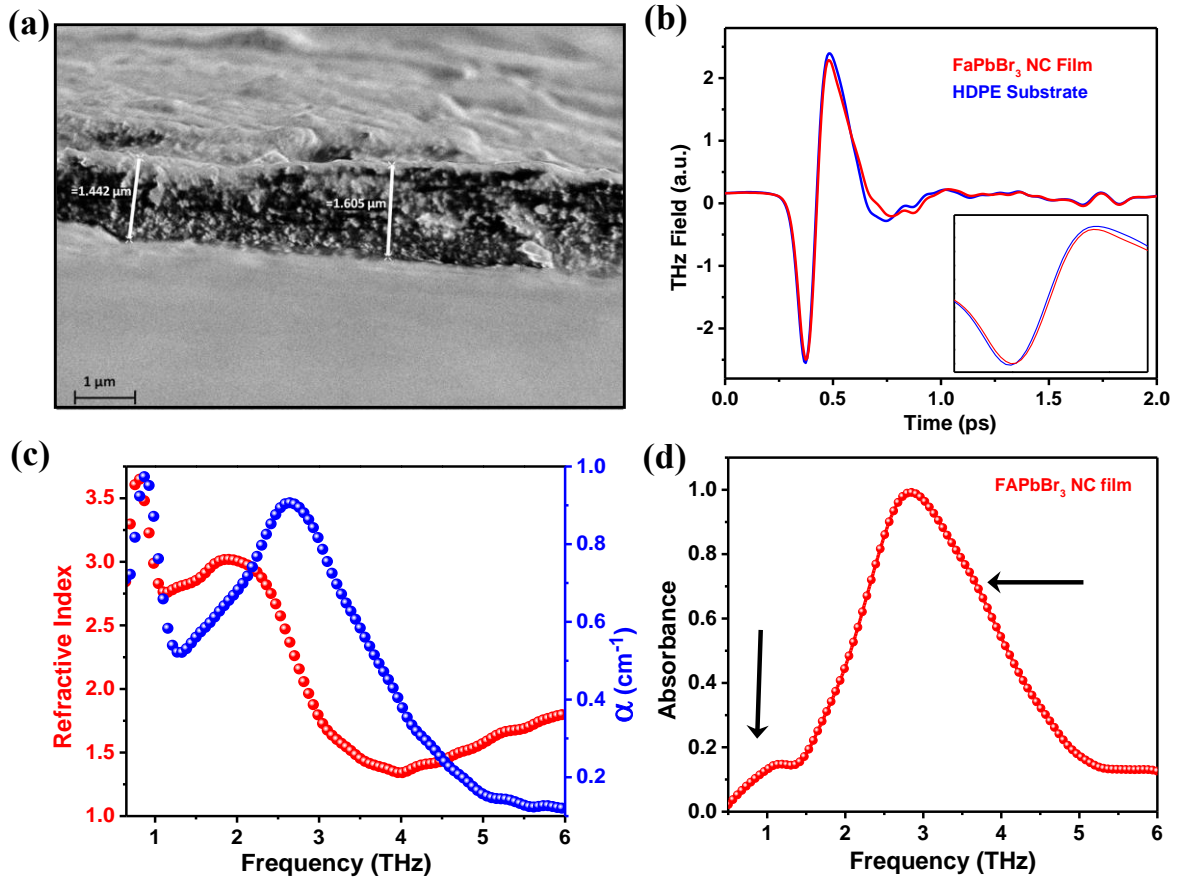 (a)
=1.442 µm
=1.605 µm
1 µm
(b)
FaPbBr3 NC Film
HDPE Substrate
THz Field (a.u.)
2
1
0
-1
-2
0.0 0.5 1.0 1.5 2.0
Time (ps)
(c)
Refractive Index
3.5
3.0
2.5
2.0
1.5
1.0
1.0
0.8
0.6
0.4
0.2
α (cm-1)
1 2 3 4 5 6
Frequency (THz)
(d)
FAPbBr3 NC film
Absorbance
1.0
0.8
0.6
0.4
0.2
0.0
1 2 3 4 5 6
Frequency (THz)